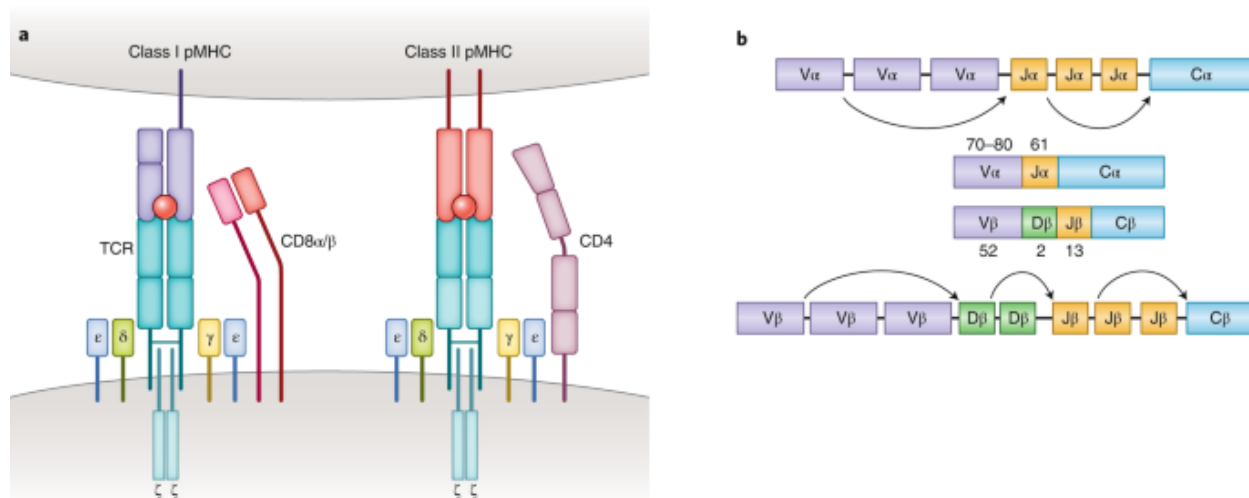 a
Class I pMHC
Class II pMHC
TCR
CD8α/β
CD4
ε δ γ ε
ε δ γ ε
ζ ζ
ζ ζ
b
Vα Vα Vα Jα Jα Jα Cα
70–80 61
Vα Jα Cα
Vβ Dβ Jβ Cβ
52 2 13
Vβ Vβ Vβ Dβ Dβ Jβ Jβ Jβ Cβ